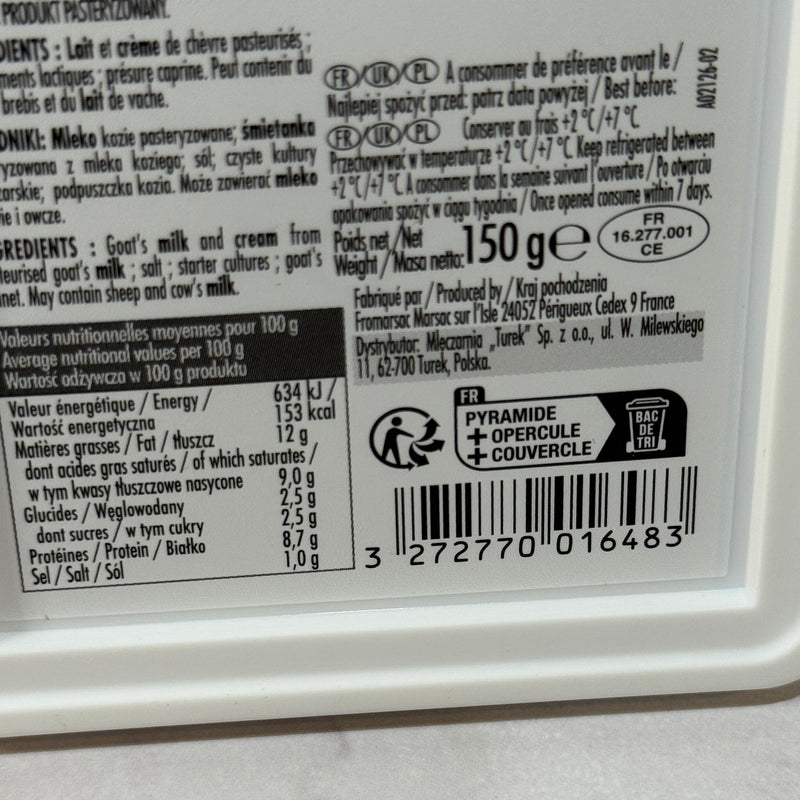 PRODUKT PASTERYZOWANY.
DIENTS : Lait et crème de chèvre pasteurisés ;
ments lactiques ; présure caprine. Peut contenir du
brebis et du lait de vache.
DNIKI: Mleko kozie pasteryzowane; śmietanka
yzowana z mleka koziego; sól; czyste kultury
arskie; podpuszczka kozia. Może zawierać mleko
ie i owcze.
GREDIENTS : Goat's milk and cream from
teurised goat's milk ; salt ; starter cultures ; goat's
net. May contain sheep and cow's milk.
FR UK PL A consommer de préférence avant le /
Najlepiej spożyć przed: patrz data powyżej / Best before:
FR UK PL Conserver au frais +2 °C/+7 °C
Przechowywać w temperaturze +2 °C/+7 °C Keep refrigerated between
+2 °C/+7 °C A consommer dans la semaine suivant l'ouverture / Po otwarciu
opakowania spożyć w ciągu tygodnia / Once opened consume within 7 days.
Poids net / Net
Weight / Masa netto: 150 g e
FR
16.277.001
CE
A02126-02
Fabriqué par / Produced by / Kraj pochodzenia
Fromarsac Marsac sur l'Isle 24052 Périgueux Cedex 9 France
Dystrybutor: Mleczarnia „Turek" Sp. z o.o., ul. W. Milewskiego
11, 62-700 Turek, Polska.
Valeurs nutritionnelles moyennes pour 100 g
Average nutritional values per 100 g
Wartość odżywcza w 100 g produktu
Valeur énergétique / Energy / 634 kJ /
Wartość energetyczna 153 kcal
Matières grasses / Fat / tłuszcz 12 g
dont acides gras saturés / of which saturates /
w tym kwasy tłuszczowe nasycone 9,0 g
Glucides / Węglowodany 2,5 g
dont sucres / w tym cukry 2,5 g
Protéines / Protein / Białko 8,7 g
Sel / Salt / Sól 1,0 g
FR
PYRAMIDE
+ OPERCULE
+ COUVERCLE
BAC
DE
TRI
3 272770 016483